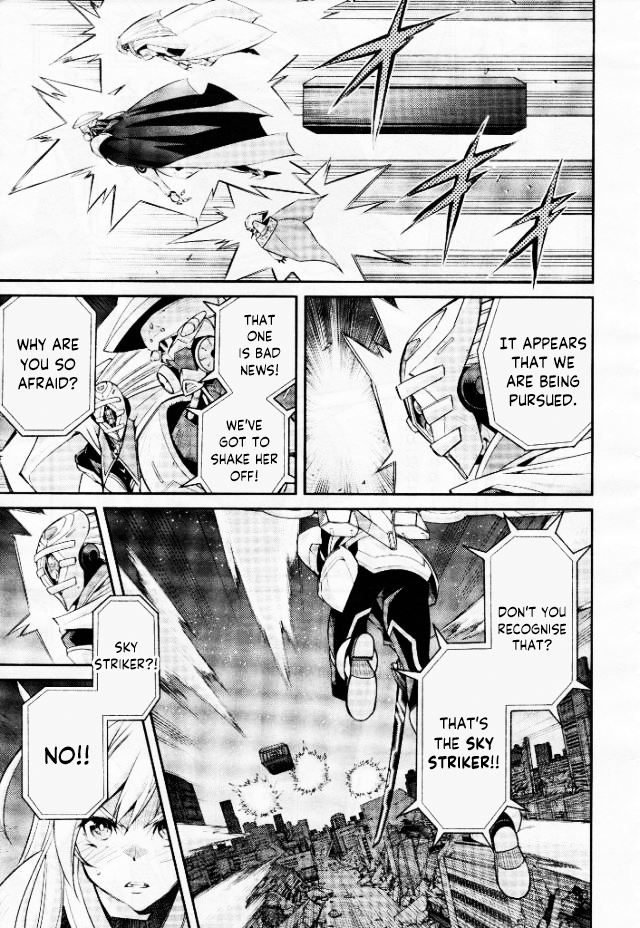 IT APPEARS
THAT WE
ARE BEING
PURSUED.
THAT
ONE
IS BAD
NEWS!
WE'VE
GOT TO
SHAKE HER
OFF!
WHY ARE
YOU SO
AFRAID?
DON'T YOU
RECOGNISE
THAT?
THAT'S
THE SKY
STRIKER!!
SKY
STRIKER?!
NO!!